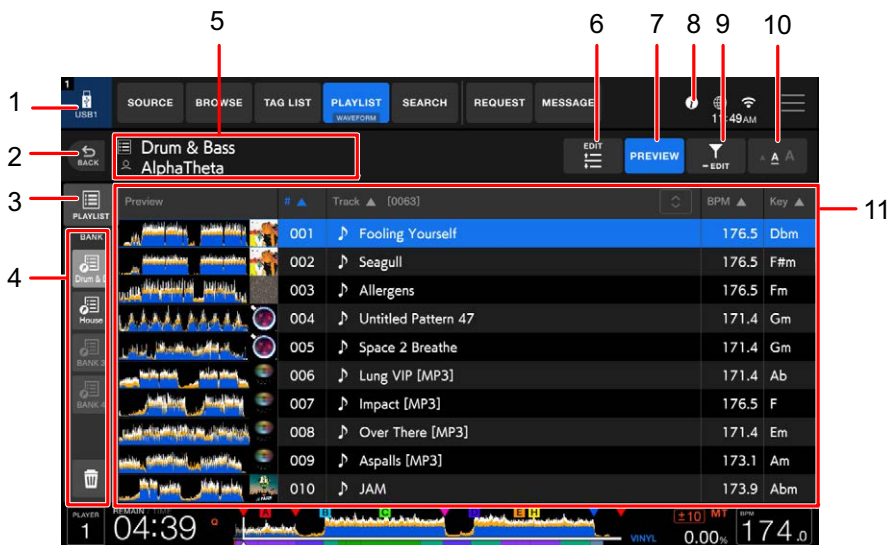 5 6 7 8 9 10
1
USB1
SOURCE BROWSE TAG LIST PLAYLIST SEARCH REQUEST MESSAGE
WAVEFORM
11:49AM
1
2
BACK
Drum & Bass
AlphaTheta
EDIT
PREVIEW
-EDIT
A A A
3
PLAYLIST
Preview # Track [0063] BPM Key
11
4
BANK
001 Fooling Yourself 176.5 Dbm
Drum & B
002 Seagull 176.5 F#m
003 Allergens 176.5 Fm
House
004 Untitled Pattern 47 171.4 Gm
BANK 3
005 Space 2 Breathe 171.4 Gm
006 Lung VIP [MP3] 171.4 Ab
BANK 4
007 Impact [MP3] 176.5 F
008 Over There [MP3] 171.4 Em
009 Aspalls [MP3] 173.1 Am
010 JAM 173.9 Abm
PLAYER
1
REMAIN / TIME
04:39
A B C D E H
VINYL
±10 MT
0.00%
BPM
174.0